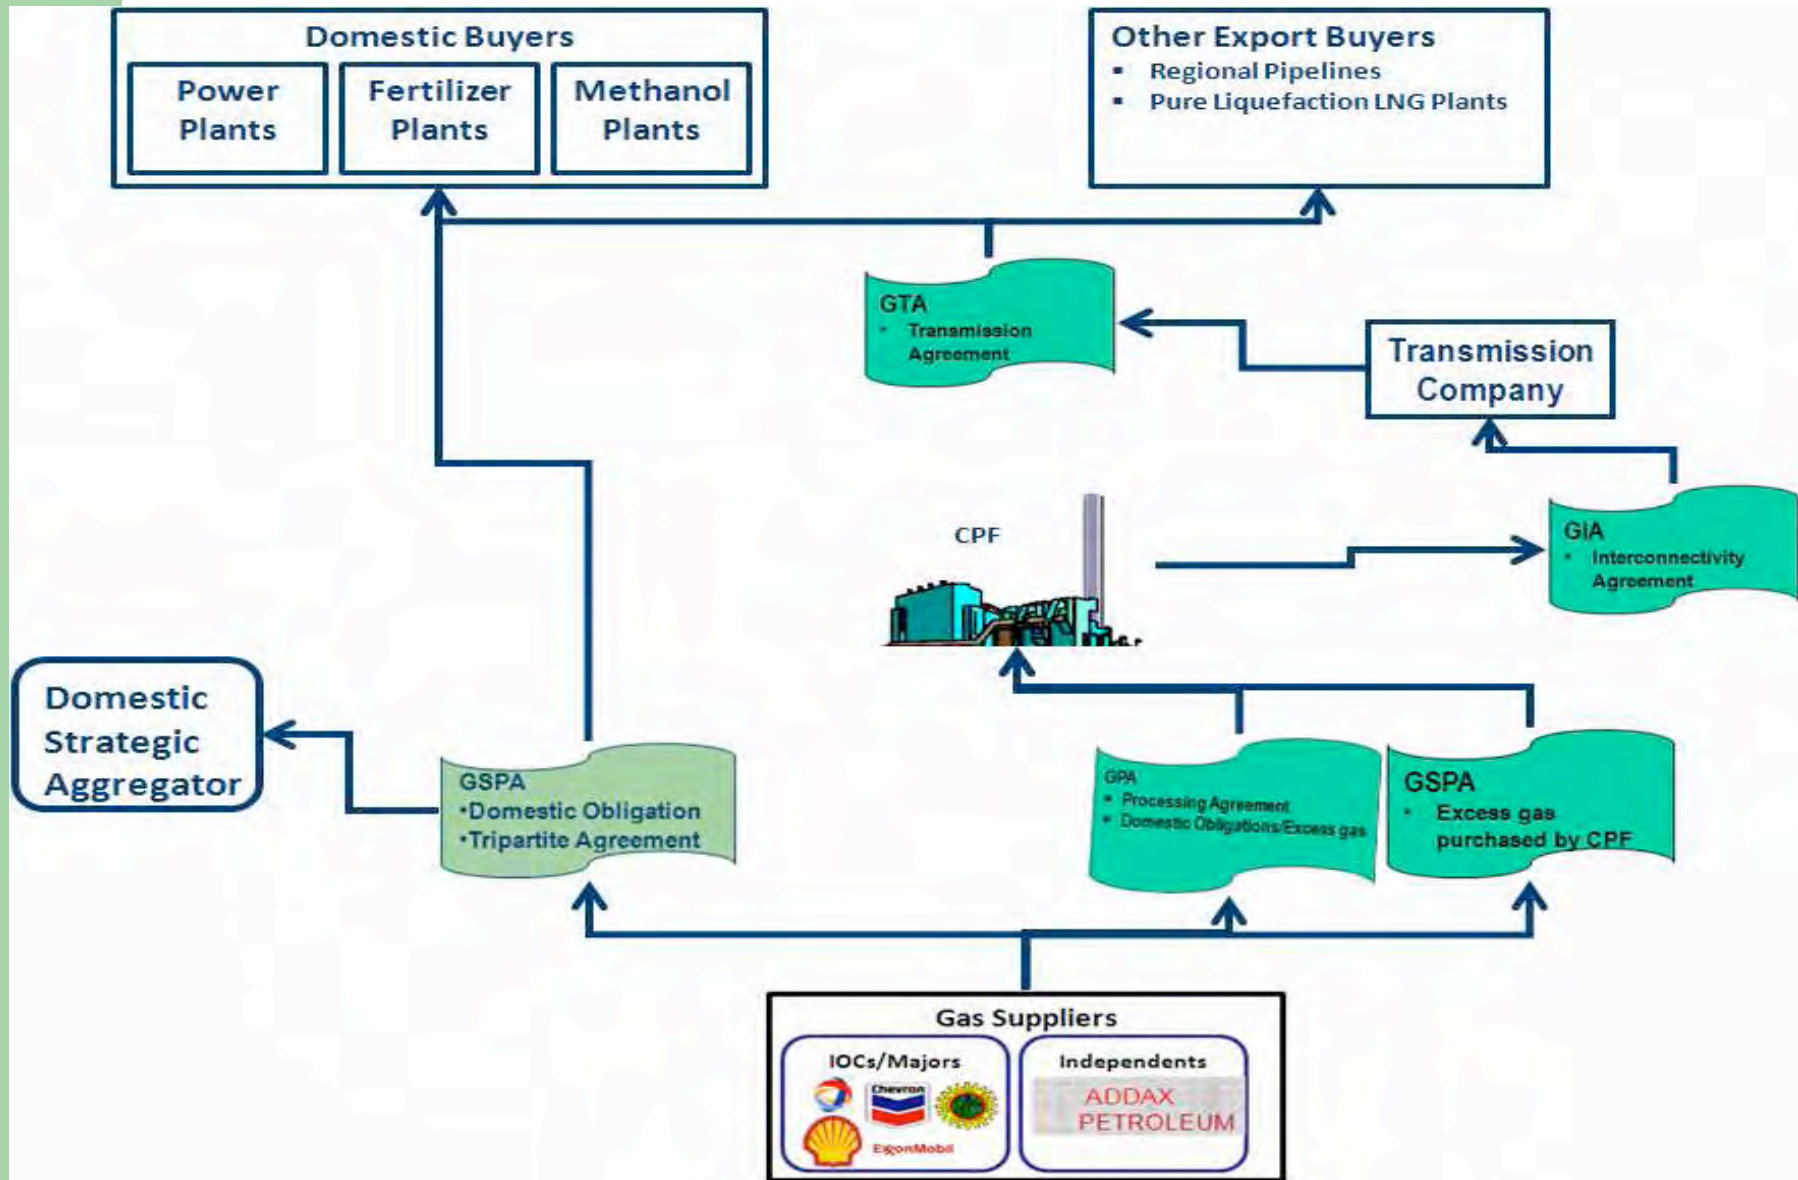 Domestic Buyers
Power
Plants
Fertilizer
Plants
Methanol
Plants
Other Export Buyers
▪ Regional Pipelines
▪ Pure Liquefaction LNG Plants
GTA
• Transmission
Agreement
Transmission
Company
CPF
GIA
• Interconnectivity
Agreement
Domestic
Strategic
Aggregator
GSPA
•Domestic Obligation
•Tripartite Agreement
GPA
• Processing Agreement
• Domestic Obligations/Excess gas
GSPA
• Excess gas
purchased by CPF
Gas Suppliers
IOCs/Majors
Chevron
ExxonMobil
Independents
ADDAX
PETROLEUM